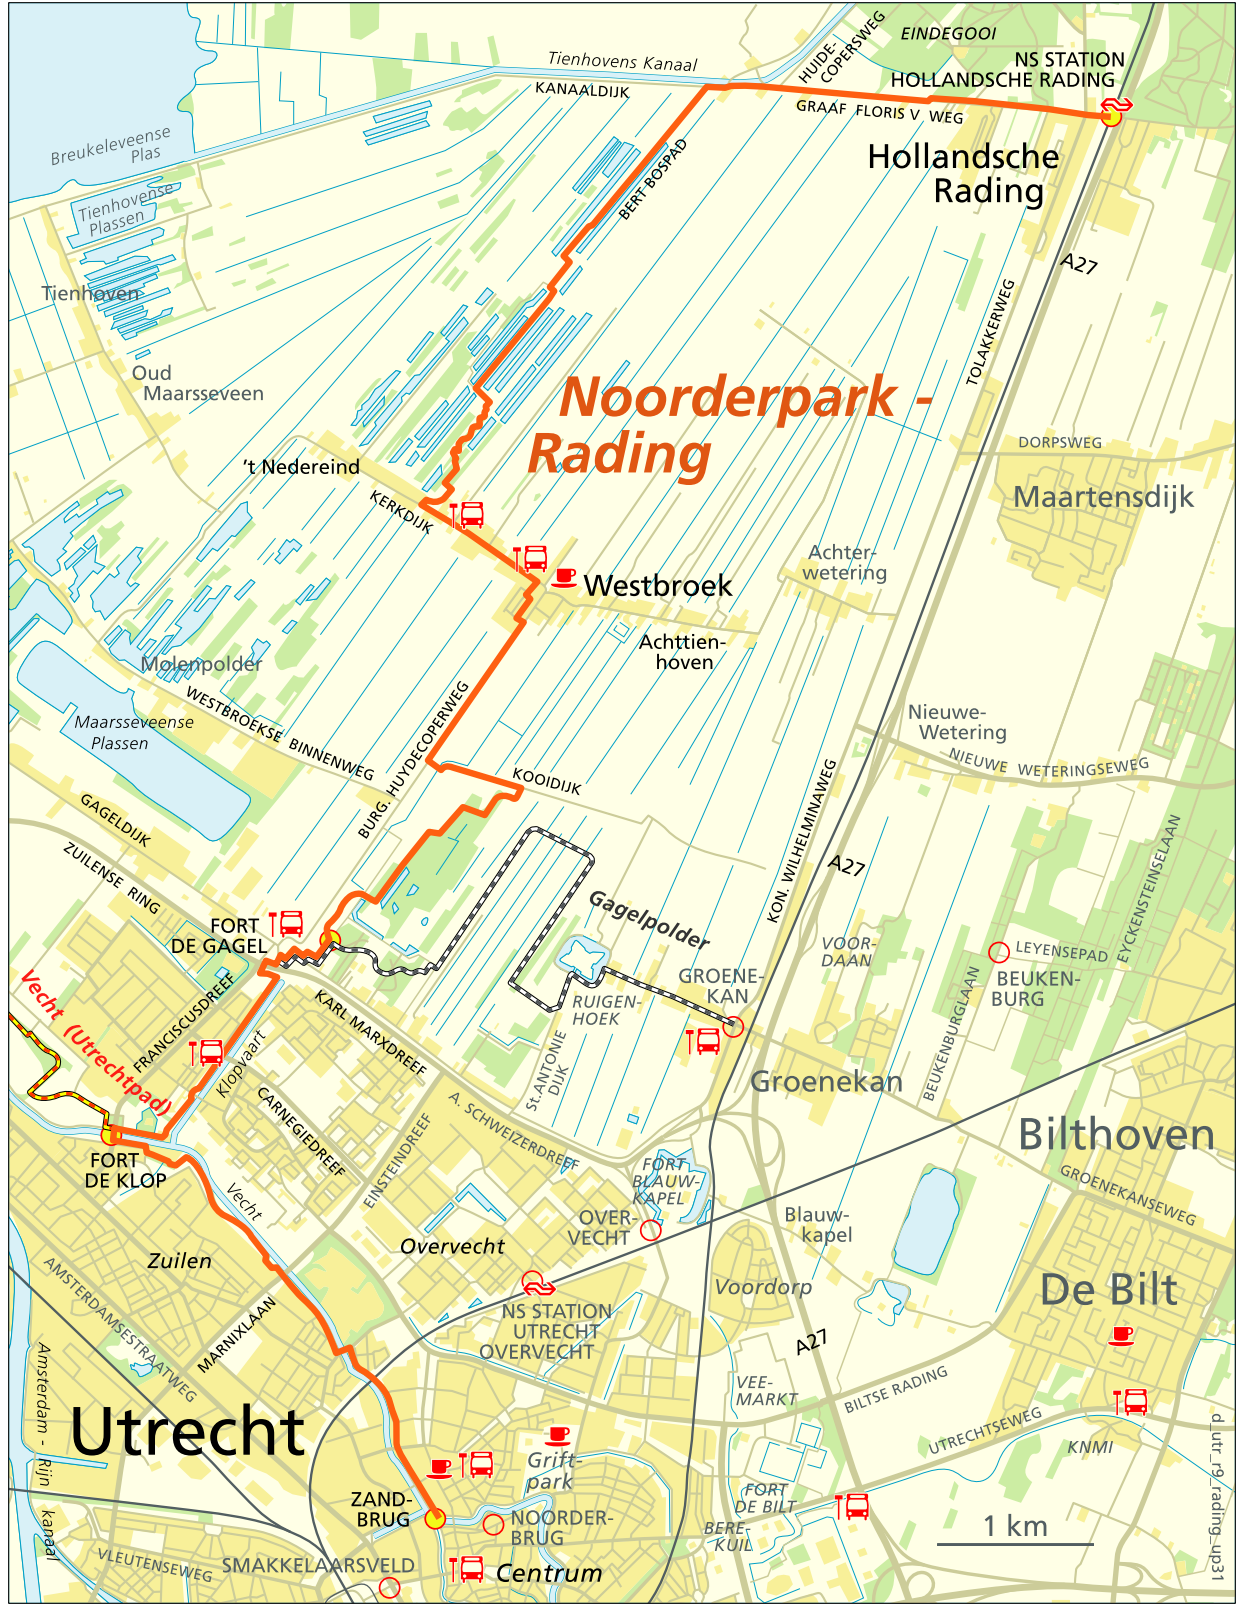 EINDEGOOI
HUIDE-
COPERSWEG
NS STATION
HOLLANDSCHE RADING
Tienhovens Kanaal
KANAALDIJK
GRAAF FLORIS V WEG
Breukeleveense
Plas
Hollandsche
Rading
BERT BOSPAD
Tienhovense
Plassen
A27
Tienhoven
TOLAKKERWEG
Oud
Maarsseveen
Noorderpark -
Rading
DORPSWEG
't Nedereind
Maartensdijk
KERKDIJK
Achter-
wetering
Westbroek
Achttien-
hoven
Molenpolder
WESTBROEKSE BINNENWEG
Maarsseveense
Plassen
BURG. HUYDECOPERWEG
Nieuwe-
Wetering
NIEUWE WETERINGSEWEG
KOOIDIJK
GAGELDIJK
KON. WILHELMINAWEG
ZUILENSE RING
A27
EYCKENSTEINSELAAN
Gagelpolder
FORT
DE GAGEL
VOOR-
DAAN
LEYENSEPAD
BEUKEN-
BURG
GROENE-
KAN
Vecht (Utrechtpad)
FRANCISCUSDREEF
KARL MARXDREEF
RUIGEN-
HOEK
BEUKENBURGLAAN
Klopvaart
St. ANTONIE
DIJK
Groenekan
CARNEGIEDREEF
A. SCHWEIZERDREEF
Bilthoven
EINSTEINDREEF
FORT
DE KLOP
FORT
BLAUW-
KAPEL
GROENEKANSEWEG
Vecht
OVER-
VECHT
Blauw-
kapel
Zuilen
Overvecht
Voordorp
De Bilt
AMSTERDAMSESTRAATWEG
MARNIXLAAN
NS STATION
UTRECHT
OVERVECHT
A27
Amsterdam - Rijn
kanaal
VEE-
MARKT
BILTSE RADING
Utrecht
UTRECHTSEWEG
KNMI
Grift-
park
d_utr_r9_rading_up31
ZAND-
BRUG
FORT
DE BILT
NOORDER-
BRUG
BERE-
KUIL
1 km
VLEUTENSEWEG
SMAKKELAARSVELD
Centrum